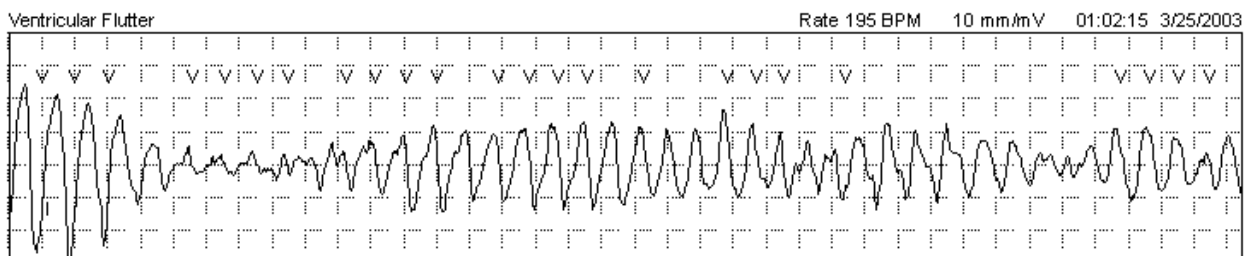 Ventricular Flutter Rate 195 BPM 10 mm/mV 01:02:15 3/25/2003
V V V V V V V V V V V V V V V V V V V V V V V V